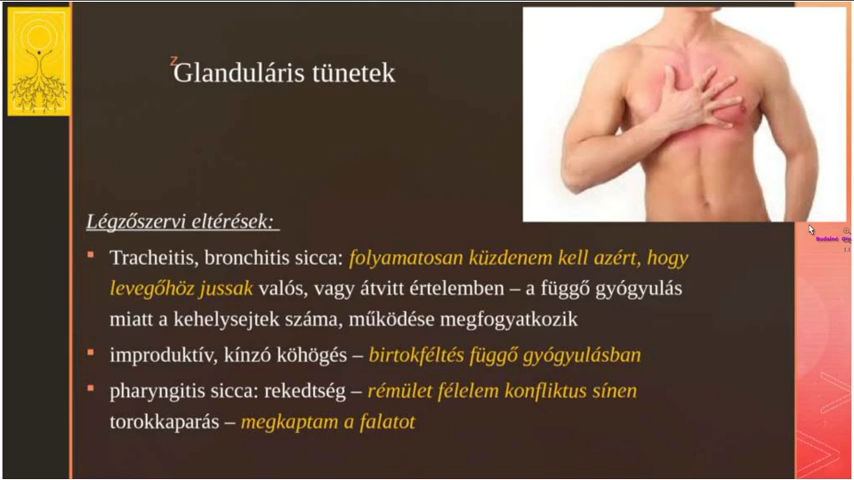 z
Glanduláris tünetek
Légzőszervi eltérések:
▪ Tracheitis, bronchitis sicca: folyamatosan küzdenem kell azért, hogy
levegőhöz jussak valós, vagy átvitt értelemben – a függő gyógyulás
miatt a kehelysejtek száma, működése megfogyatkozik
▪ improduktív, kínzó köhögés – birtokféltés függő gyógyulásban
▪ pharyngitis sicca: rekedtség – rémület félelem konfliktus sínen
torokkaparás – megkaptam a falatot